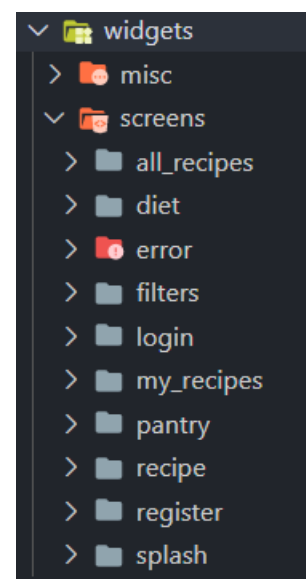 widgets
misc
screens
all_recipes
diet
error
filters
login
my_recipes
pantry
recipe
register
splash